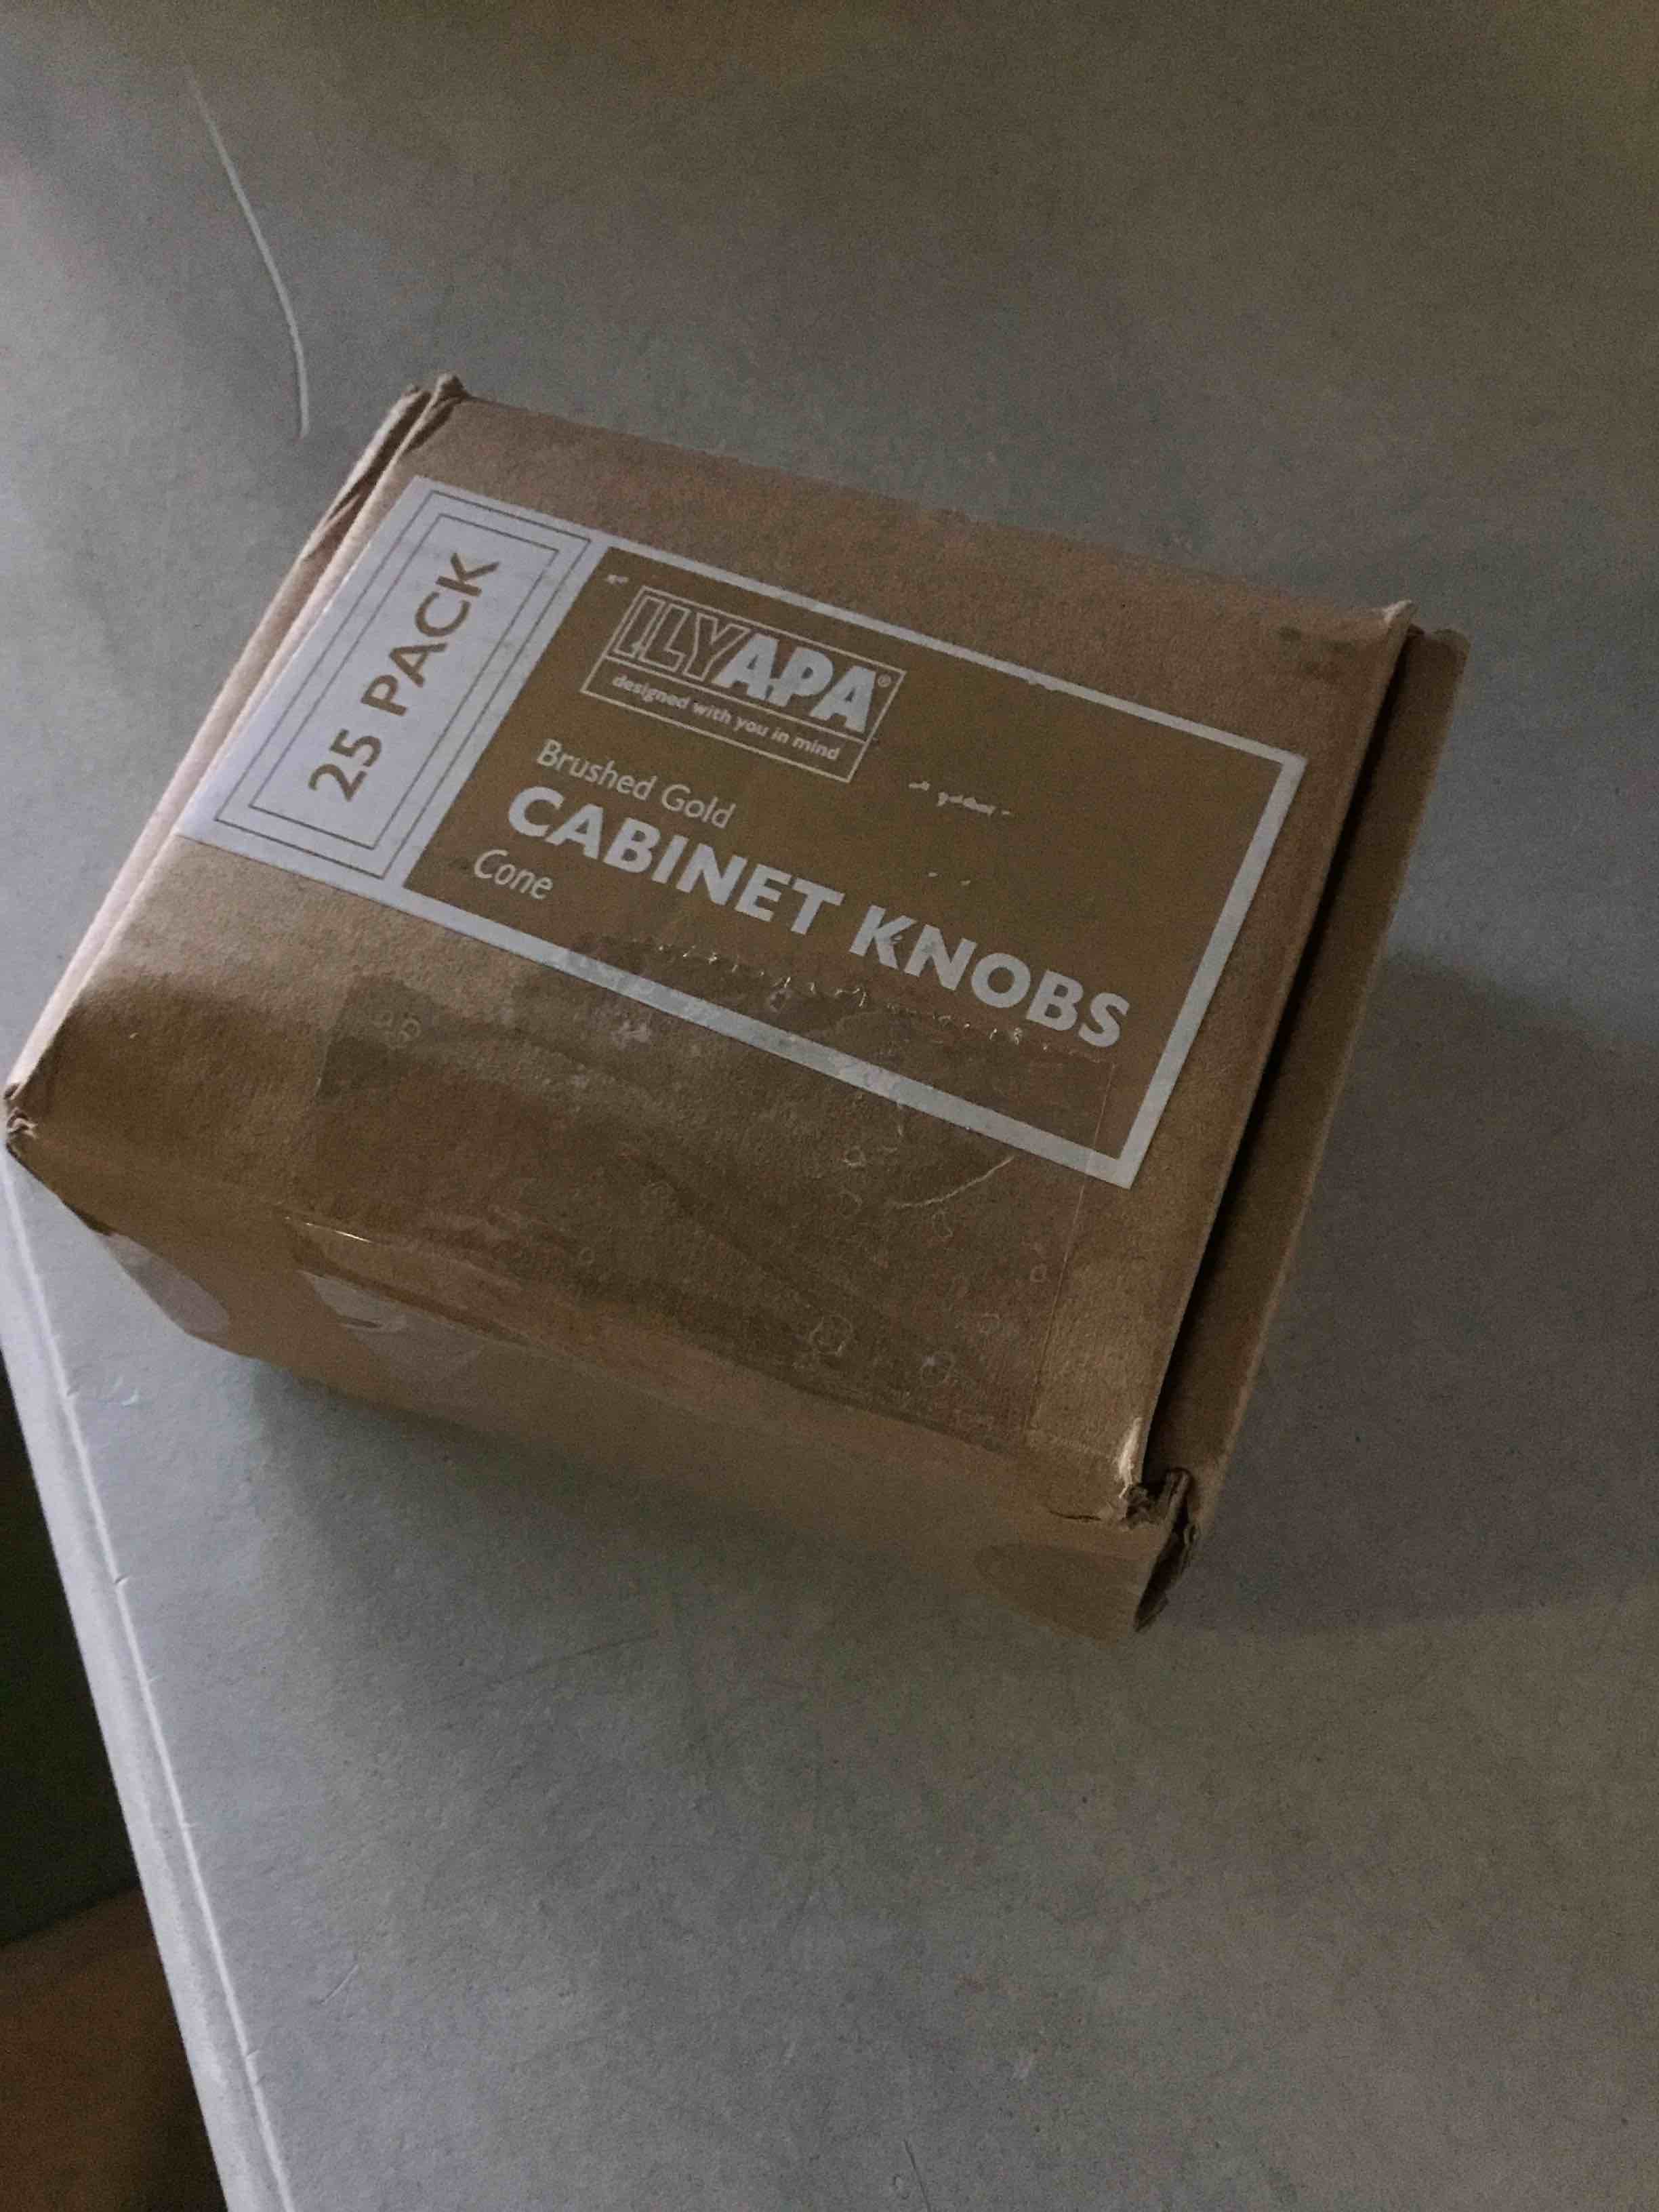 25 PACK
ILYAPA®
designed with you in mind
Brushed Gold
CABINET KNOBS
Cone